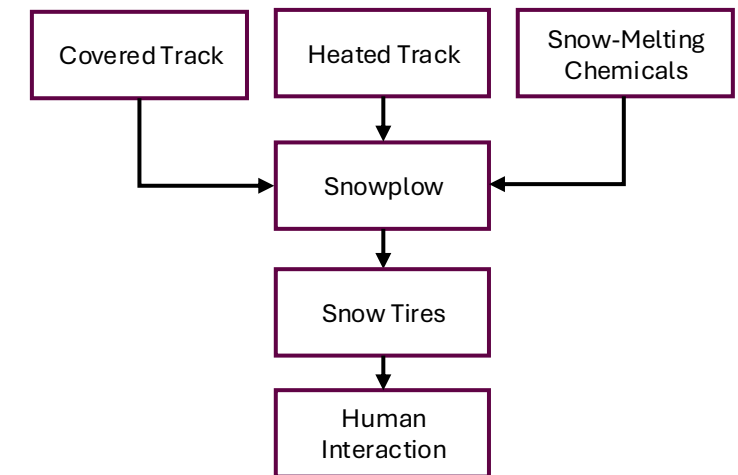 Covered Track
Heated Track
Snow-Melting
Chemicals
Snowplow
Snow Tires
Human
Interaction